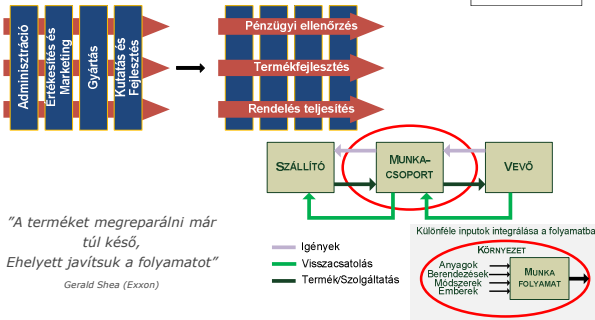 Adminisztráció
Értékesítés és
Marketing
Gyártás
Kutatás és
Fejlesztés
Pénzügyi ellenőrzés
Termékfejlesztés
Rendelés teljesítés
SZÁLLÍTÓ
MUNKA-
CSOPORT
VEVŐ
”A terméket megreparálni már
túl késő,
Ehelyett javítsuk a folyamatot”
Gerald Shea (Exxon)
Igények
Visszacsatolás
Termék/Szolgáltatás
Különféle inputok integrálása a folyamatba
KÖRNYEZET
Anyagok
Berendezések
Módszerek
Emberek
MUNKA
FOLYAMAT